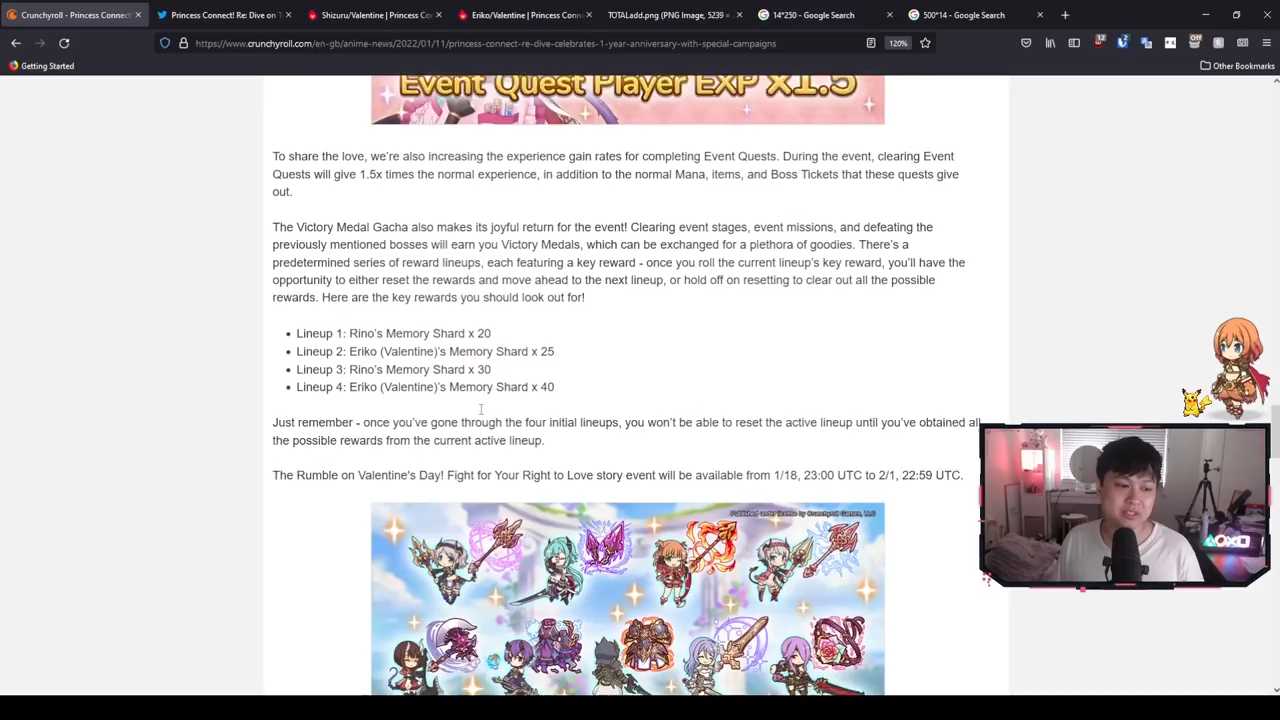 Crunchyroll - Princess Connect!
Princess Connect! Re: Dive on T
Shizuru/Valentine | Princess Con
Eriko/Valentine | Princess Conn
TOTALadd.png (PNG Image, 5239
14*250 - Google Search
500*14 - Google Search
https://www.crunchyroll.com/en-gb/anime-news/2022/01/11/princess-connect-re-dive-celebrates-1-year-anniversary-with-special-campaigns
120%
12
2
Off
Getting Started
Other Bookmarks
Event Quest Player EXP X1.5
To share the love, we're also increasing the experience gain rates for completing Event Quests. During the event, clearing Event
Quests will give 1.5x times the normal experience, in addition to the normal Mana, items, and Boss Tickets that these quests give
out.
The Victory Medal Gacha also makes its joyful return for the event! Clearing event stages, event missions, and defeating the
previously mentioned bosses will earn you Victory Medals, which can be exchanged for a plethora of goodies. There's a
predetermined series of reward lineups, each featuring a key reward - once you roll the current lineup's key reward, you'll have the
opportunity to either reset the rewards and move ahead to the next lineup, or hold off on resetting to clear out all the possible
rewards. Here are the key rewards you should look out for!
• Lineup 1: Rino's Memory Shard x 20
• Lineup 2: Eriko (Valentine)'s Memory Shard x 25
• Lineup 3: Rino's Memory Shard x 30
• Lineup 4: Eriko (Valentine)'s Memory Shard x 40
Just remember - once you've gone through the four initial lineups, you won't be able to reset the active lineup until you've obtained all
the possible rewards from the current active lineup.
The Rumble on Valentine's Day! Fight for Your Right to Love story event will be available from 1/18, 23:00 UTC to 2/1, 22:59 UTC.
Published under license by Crunchyroll Games, LLC